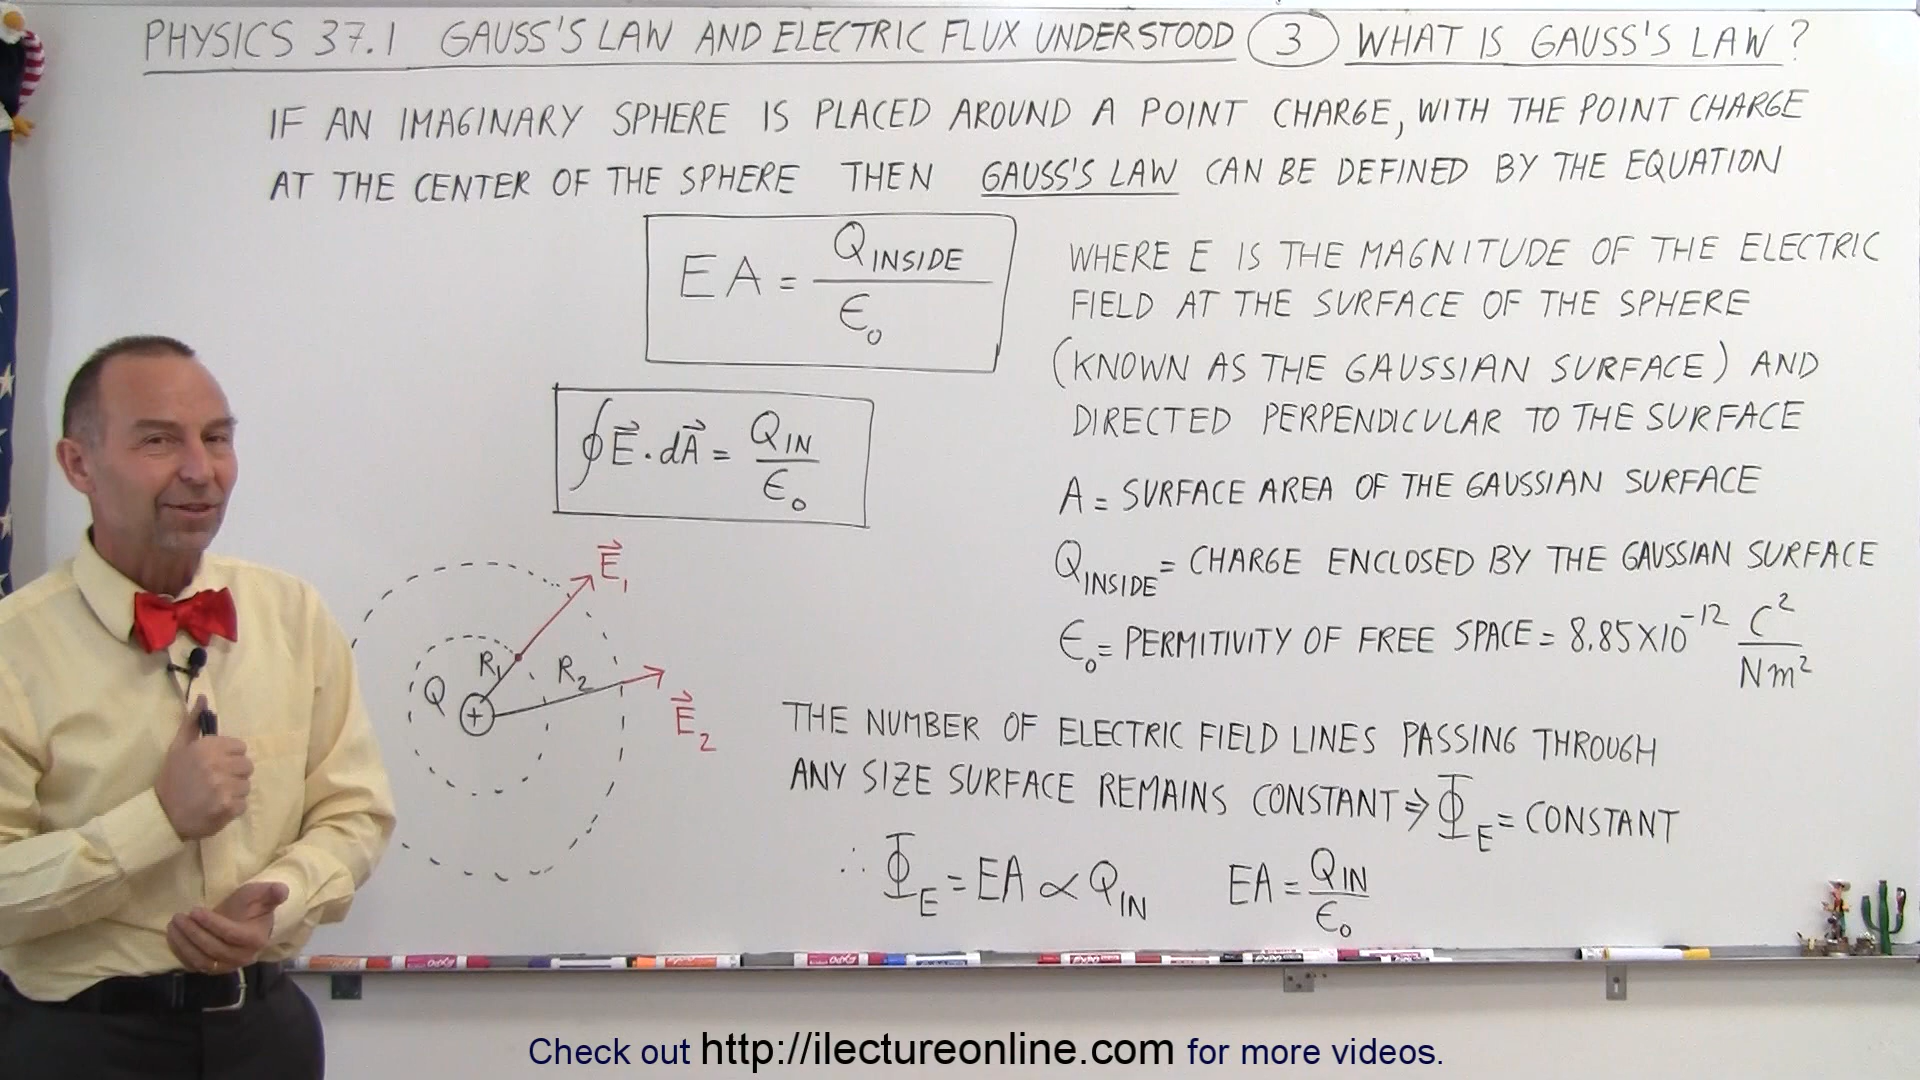 PHYSICS 37.1 GAUSS'S LAW AND ELECTRIC FLUX UNDERSTOOD 3 WHAT IS GAUSS'S LAW?
IF AN IMAGINARY SPHERE IS PLACED AROUND A POINT CHARGE, WITH THE POINT CHARGE
AT THE CENTER OF THE SPHERE THEN GAUSS'S LAW CAN BE DEFINED BY THE EQUATION
EA = Q_INSIDE / ϵ₀
∮E⃗·dA⃗ = Q_IN / ϵ₀
WHERE E IS THE MAGNITUDE OF THE ELECTRIC
FIELD AT THE SURFACE OF THE SPHERE
(KNOWN AS THE GAUSSIAN SURFACE) AND
DIRECTED PERPENDICULAR TO THE SURFACE
A = SURFACE AREA OF THE GAUSSIAN SURFACE
Q_INSIDE = CHARGE ENCLOSED BY THE GAUSSIAN SURFACE
ϵ₀ = PERMITIVITY OF FREE SPACE = 8.85X10⁻¹² C²/Nm²
E⃗₁
R₁
R₂
Q
+
E⃗₂
THE NUMBER OF ELECTRIC FIELD LINES PASSING THROUGH
ANY SIZE SURFACE REMAINS CONSTANT ⇒ Φ_E = CONSTANT
∴ Φ_E = EA ∝ Q_IN EA = Q_IN / ϵ₀
Check out http://ilectureonline.com for more videos.